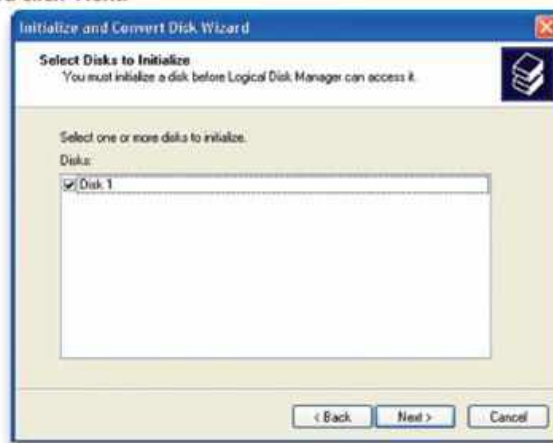 Initialize and Convert Disk Wizard
Select Disks to Initialize
You must initialize a disk before Logical Disk Manager can access it.
Select one or more disks to initialize.
Disks:
Disk 1
< Back
Next >
Cancel